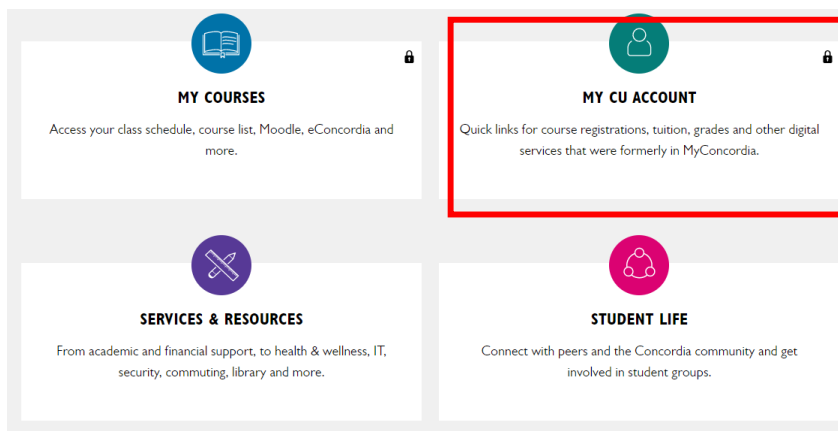 MY COURSES
Access your class schedule, course list, Moodle, eConcordia and
more.
MY CU ACCOUNT
Quick links for course registrations, tuition, grades and other digital
services that were formerly in MyConcordia.
SERVICES & RESOURCES
From academic and financial support, to health & wellness, IT,
security, commuting, library and more.
STUDENT LIFE
Connect with peers and the Concordia community and get
involved in student groups.